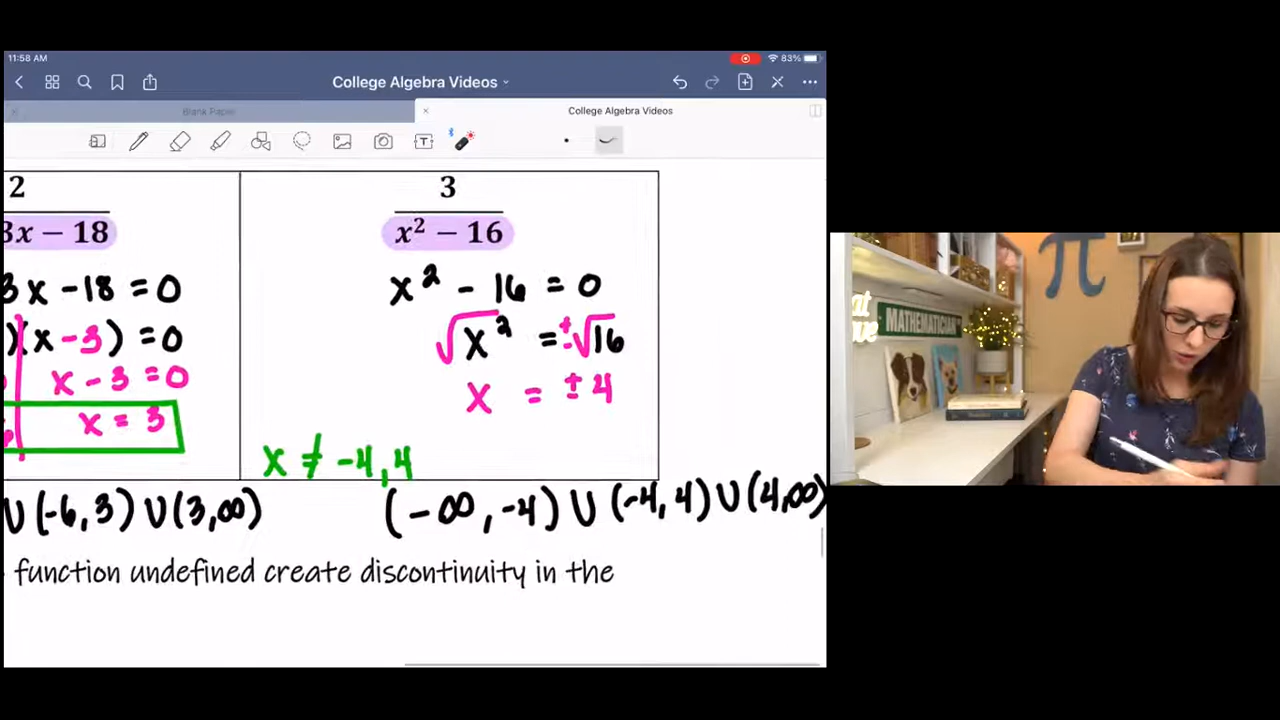 11:58 AM
83%
College Algebra Videos
Blank Paper
College Algebra Videos
2
3x − 18
3x − 18 = 0
)(x − 3) = 0
x − 3 = 0
x = 3
3
x² − 16
x² − 16 = 0
√x² = ±√16
x = ±4
x ≠ −4, 4
∪ (−6, 3) ∪ (3, ∞)
(−∞, −4) ∪ (−4, 4) ∪ (4, ∞)
function undefined create discontinuity in the
MATHEMATICIAN
π